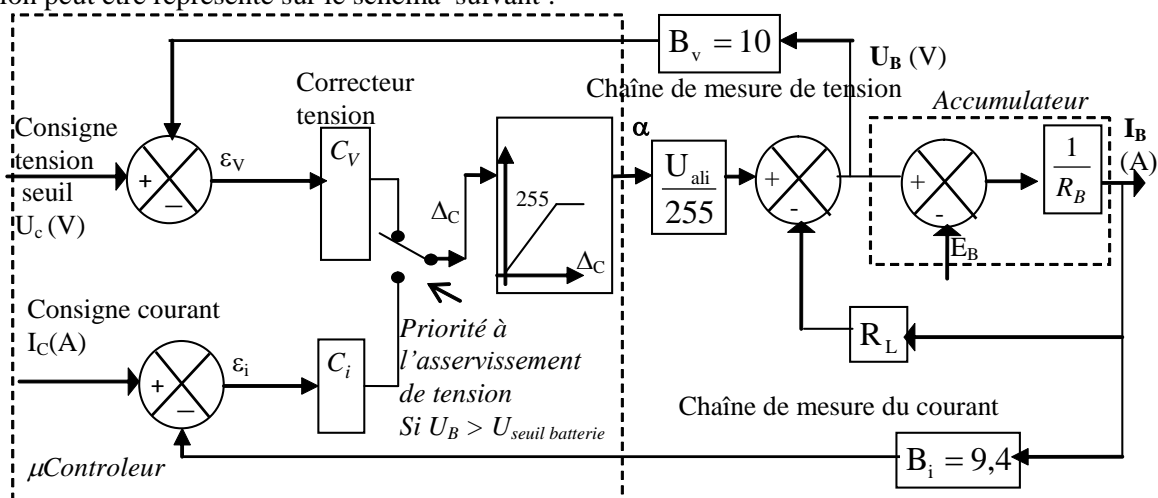 ion peut être représenté sur le schéma suivant :
B_v = 10
U_B (V)
Chaîne de mesure de tension
Accumulateur
Correcteur
tension
Consigne
tension
seuil
U_c (V)
+
−
ε_V
C_V
Δ_C
255
Δ_C
α
U_ali
255
+
-
+
-
E_B
1
R_B
I_B
(A)
R_L
Consigne courant
I_C(A)
+
−
ε_i
C_i
Priorité à
l'asservissement
de tension
Si U_B > U_seuil batterie
Chaîne de mesure du courant
B_i = 9,4
μControleur